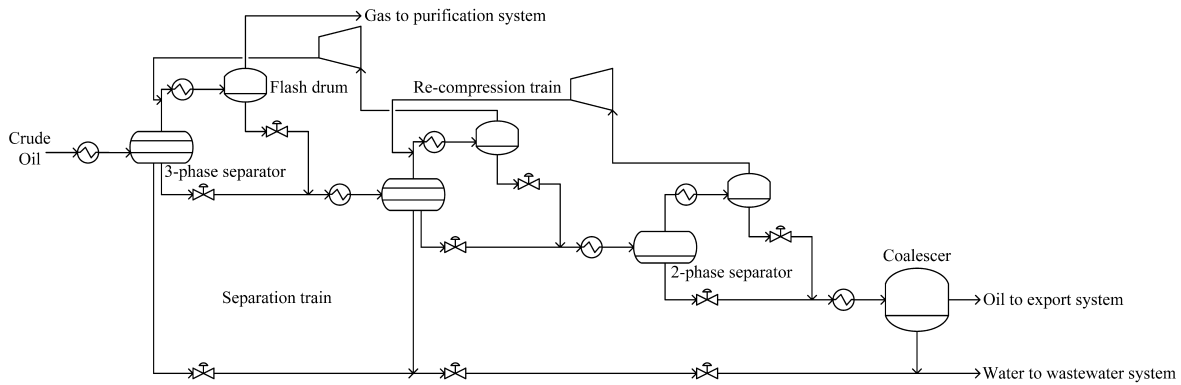 Gas to purification system
Flash drum
Re-compression train
Crude
Oil
3-phase separator
2-phase separator
Coalescer
Separation train
Oil to export system
Water to wastewater system